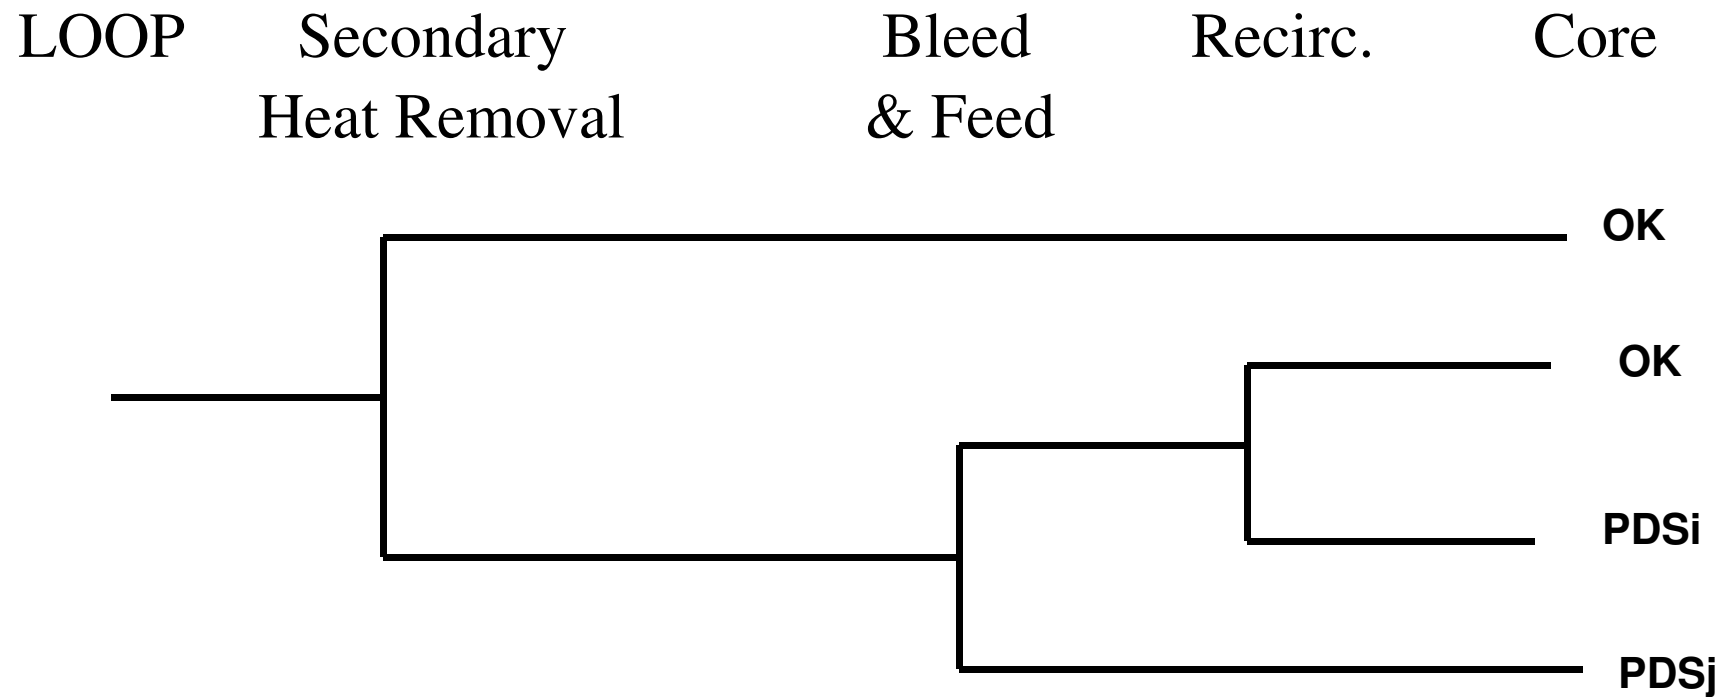 LOOP
Secondary
Heat Removal
Bleed
& Feed
Recirc.
Core
OK
OK
PDSi
PDSj